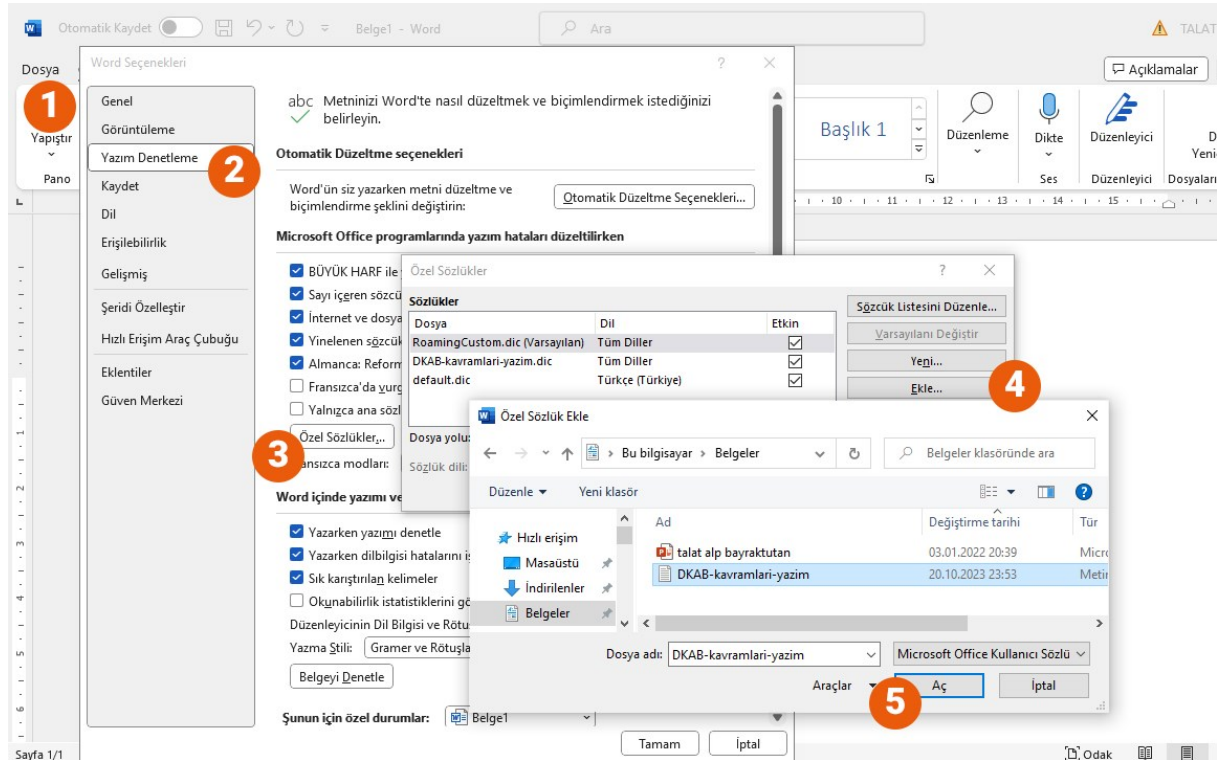 Otomatik Kaydet
Belge1 - Word
Ara
TALAT
Dosya
Açıklamalar
1
Yapıştır
Pano
Başlık 1
Düzenleme
Dikte
Düzenleyici
Ses
Düzenleyici
Dosyaları
10 11 12 13 14 15
Word Seçenekleri
?
Genel
Görüntüleme
Yazım Denetleme
2
Kaydet
Dil
Erişilebilirlik
Gelişmiş
Şeridi Özelleştir
Hızlı Erişim Araç Çubuğu
Eklentiler
Güven Merkezi
abc Metninizi Word'te nasıl düzeltmek ve biçimlendirmek istediğinizi
belirleyin.
Otomatik Düzeltme seçenekleri
Word'ün siz yazarken metni düzeltme ve
biçimlendirme şeklini değiştirin:
Otomatik Düzeltme Seçenekleri...
Microsoft Office programlarında yazım hataları düzeltilirken
BÜYÜK HARF ile
Sayı içeren sözcü
İnternet ve dosya
Yinelenen sözcük
Almanca: Reform
Fransızca'da vurg
Yalnızca ana sözl
Özel Sözlükler...
3
ansızca modları:
Word içinde yazımı ve
Yazarken yazımı denetle
Yazarken dilbilgisi hatalarını iş
Sık karıştırılan kelimeler
Okunabilirlik istatistiklerini gö
Düzenleyicinin Dil Bilgisi ve Rötu
Yazma Stili: Gramer ve Rötuşla
Belgeyi Denetle
Şunun için özel durumlar: Belge1
Tamam
İptal
Özel Sözlükler
?
Sözlükler
Dosya Dil Etkin
RoamingCustom.dic (Varsayılan) Tüm Diller
DKAB-kavramlari-yazim.dic Tüm Diller
default.dic Türkçe (Türkiye)
Sözcük Listesini Düzenle...
Varsayılanı Değiştir
Yeni...
Ekle...
4
Dosya yolu:
Sözlük dili:
Özel Sözlük Ekle
Bu bilgisayar > Belgeler
Belgeler klasöründe ara
Düzenle
Yeni klasör
Hızlı erişim
Masaüstü
İndirilenler
Belgeler
Ad Değiştirme tarihi Tür
talat alp bayraktutan 03.01.2022 20:39 Micro
DKAB-kavramlari-yazim 20.10.2023 23:53 Metin
Dosya adı: DKAB-kavramlari-yazim
Microsoft Office Kullanıcı Sözlü
Araçlar
5
Aç
İptal
Sayfa 1/1
Odak